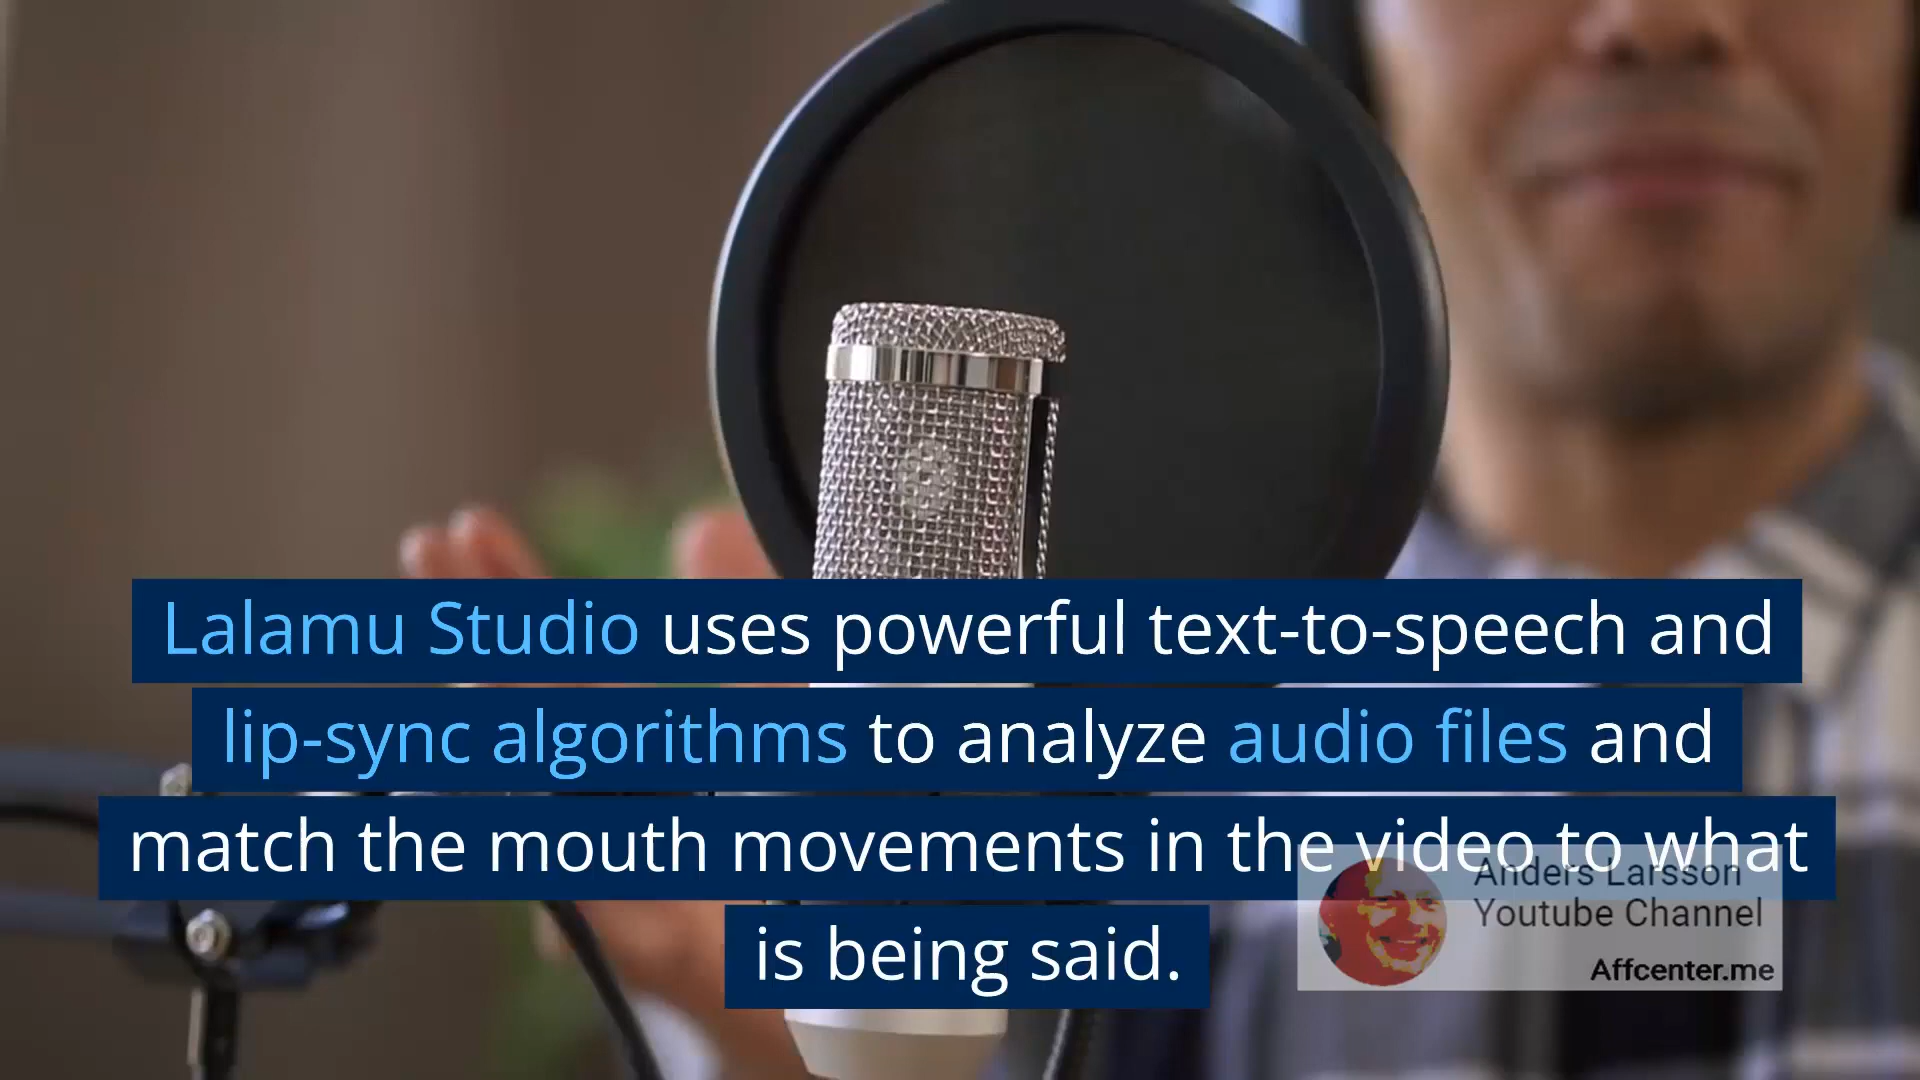 Lalamu Studio uses powerful text-to-speech and
lip-sync algorithms to analyze audio files and
match the mouth movements in the video to what
is being said.
Anders Larsson
Youtube Channel
Affcenter.me